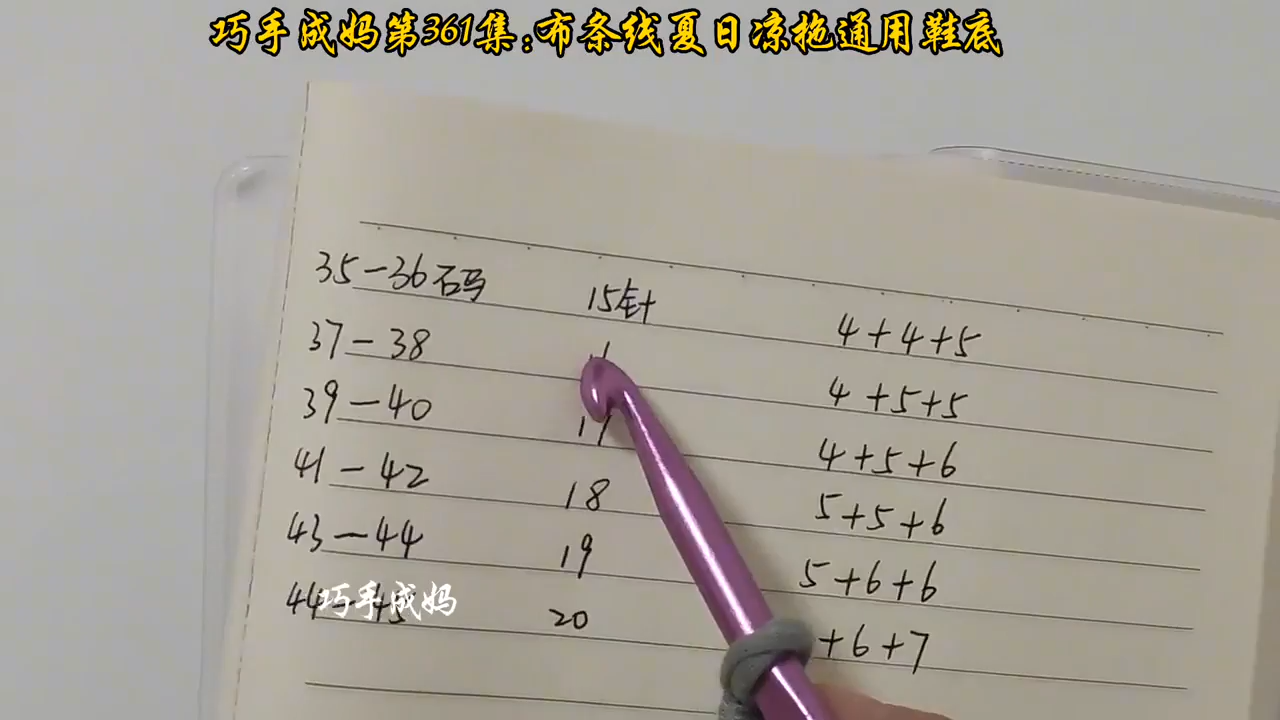 巧手成妈第361集:布条线夏日凉拖通用鞋底
35-36码 15针 4+4+5
37-38 4+5+5
39-40 4+5+6
41-42 18 5+5+6
43-44 19 5+6+6
20 +6+7
巧手成妈